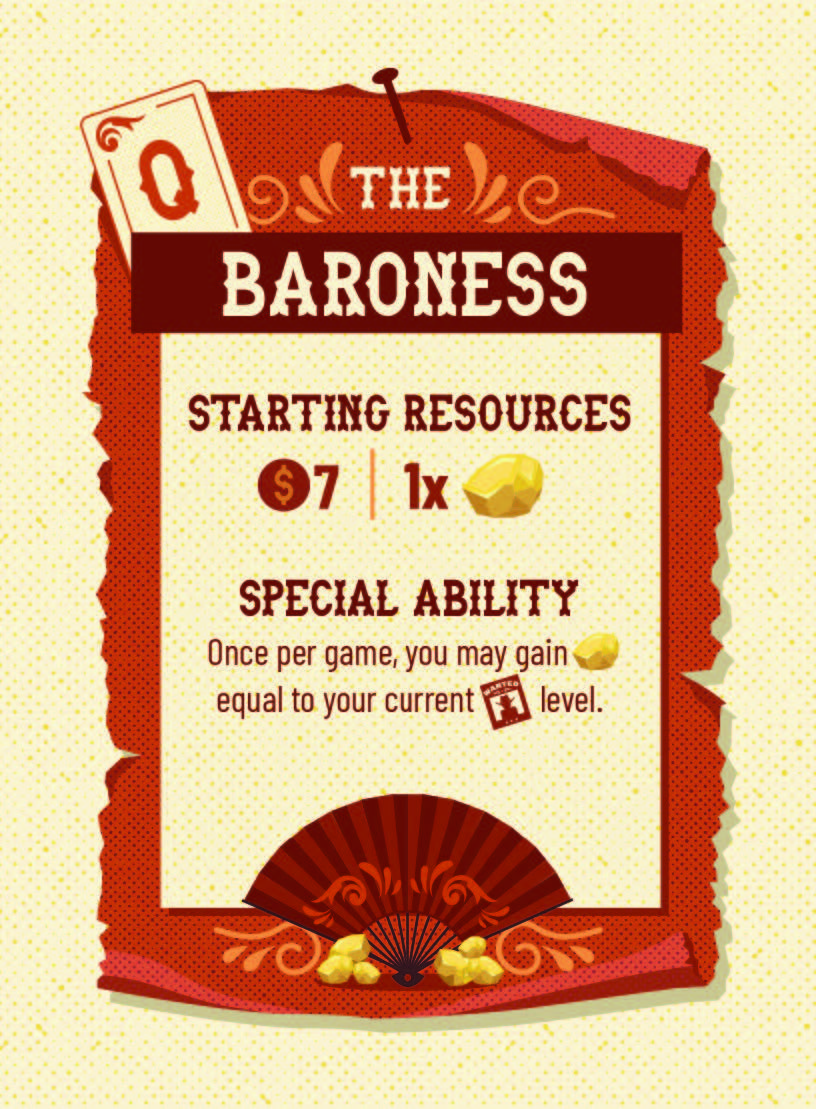 Q
THE
BARONESS
STARTING RESOURCES
$ 7 | 1x
SPECIAL ABILITY
Once per game, you may gain
equal to your current WANTED level.